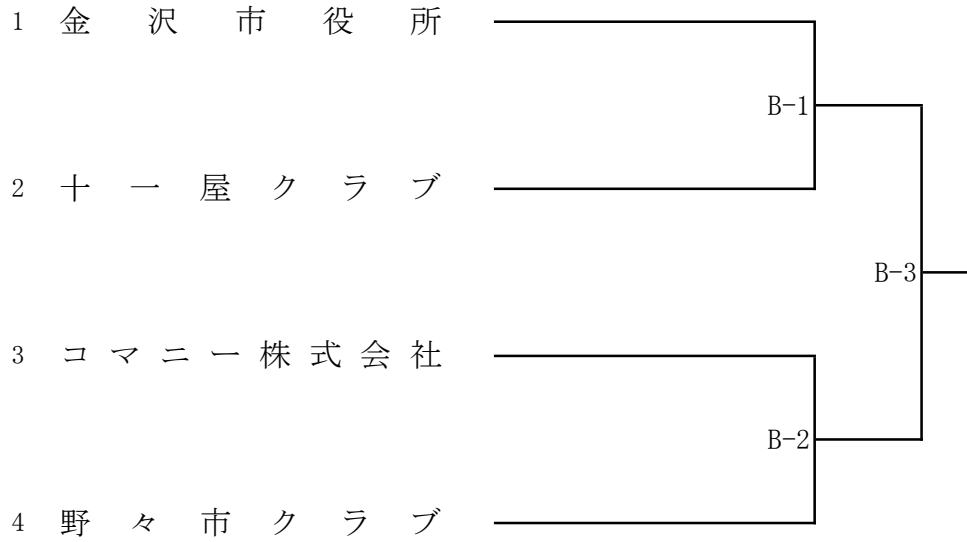 1 金沢市役所
B-1
2 十一屋クラブ
B-3
3 コマニー株式会社
B-2
4 野々市クラブ